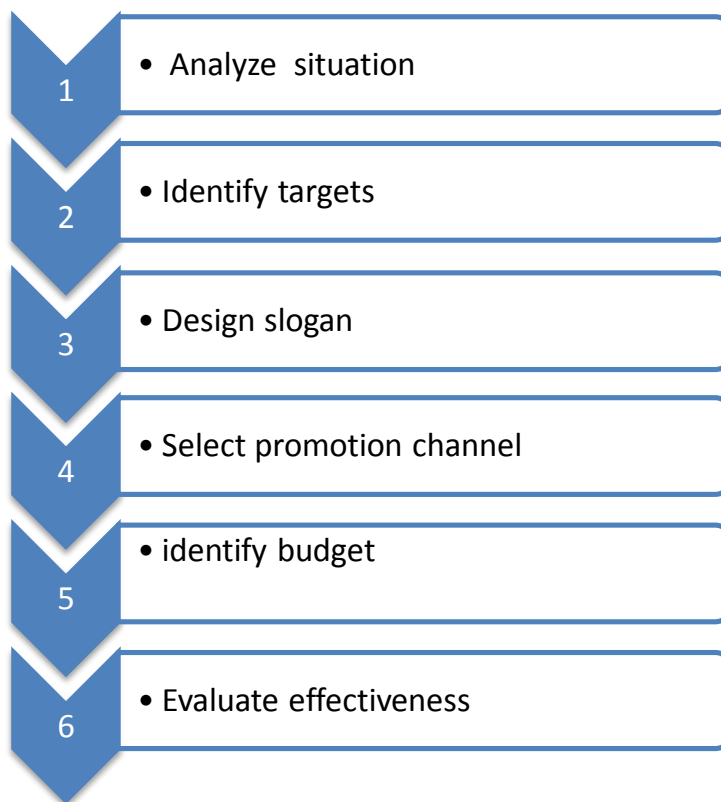 1
• Analyze situation
2
• Identify targets
3
• Design slogan
4
• Select promotion channel
5
• identify budget
6
• Evaluate effectiveness